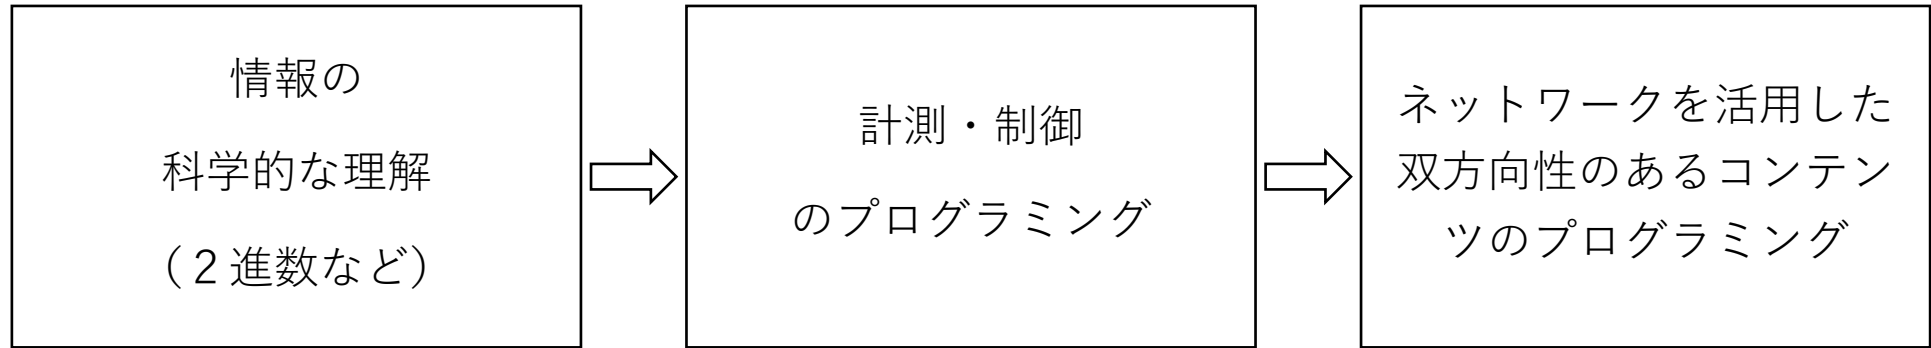 情報の
科学的な理解
（２進数など）
計測・制御
のプログラミング
ネットワークを活用した
双方向性のあるコンテン
ツのプログラミング